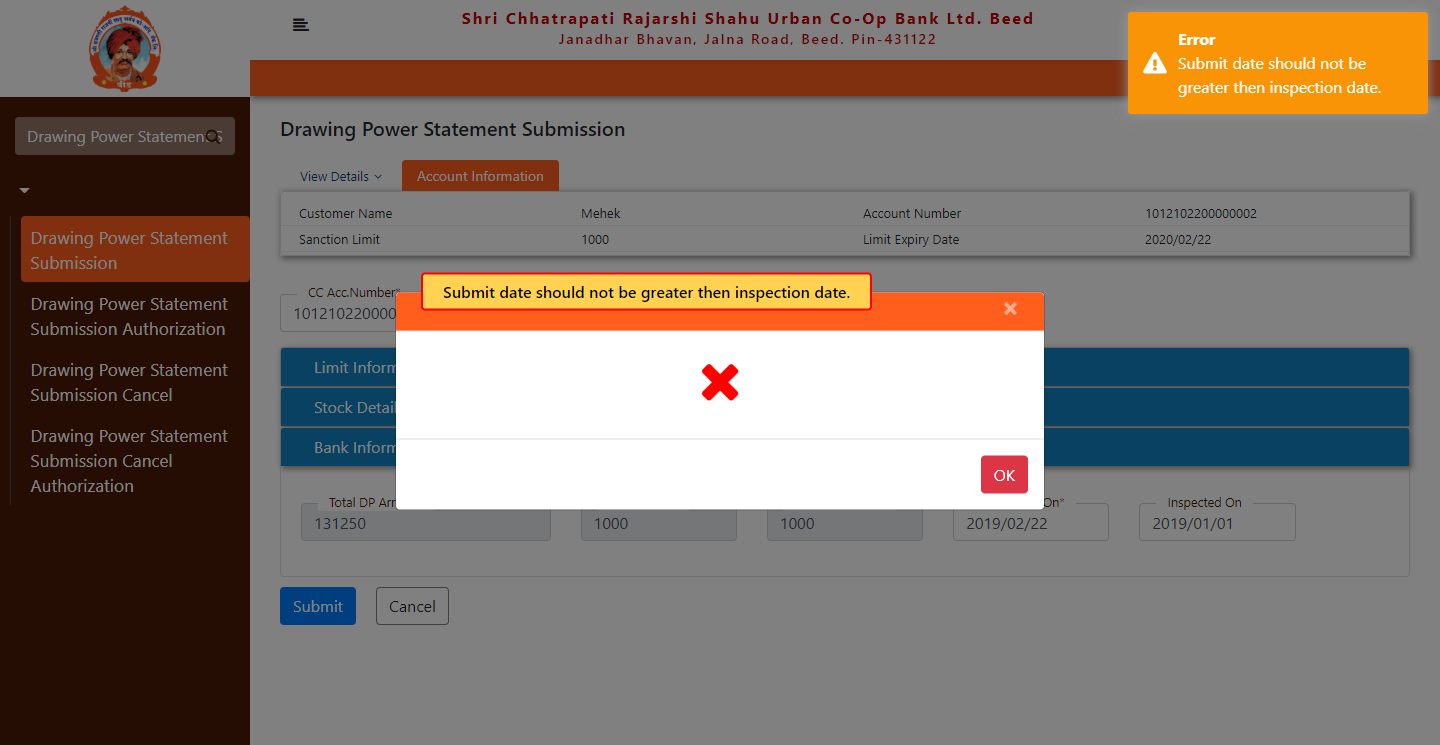 Shri Chhatrapati Rajarshi Shahu Urban Co-Op Bank Ltd. Beed
Janadhar Bhavan, Jalna Road, Beed. Pin-431122
Error
Submit date should not be
greater then inspection date.
Drawing Power Statement S
Drawing Power Statement
Submission
Drawing Power Statement
Submission Authorization
Drawing Power Statement
Submission Cancel
Drawing Power Statement
Submission Cancel
Authorization
Drawing Power Statement Submission
View Details
Account Information
Customer Name Mehek Account Number 1012102200000002
Sanction Limit 1000 Limit Expiry Date 2020/02/22
CC Acc.Number*
101210220000
Submit date should not be greater then inspection date.
×
Limit Inform
Stock Detail
Bank Inform
OK
Total DP Am On* Inspected On
131250 1000 1000 2019/02/22 2019/01/01
Submit Cancel